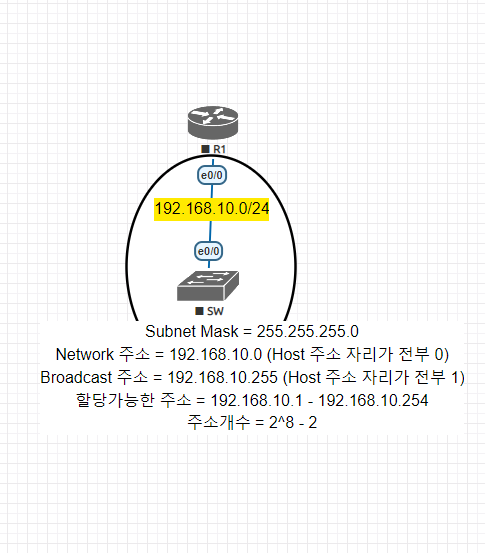 R1
e0/0
192.168.10.0/24
e0/0
SW
Subnet Mask = 255.255.255.0
Network 주소 = 192.168.10.0 (Host 주소 자리가 전부 0)
Broadcast 주소 = 192.168.10.255 (Host 주소 자리가 전부 1)
할당가능한 주소 = 192.168.10.1 - 192.168.10.254
주소개수 = 2^8 - 2